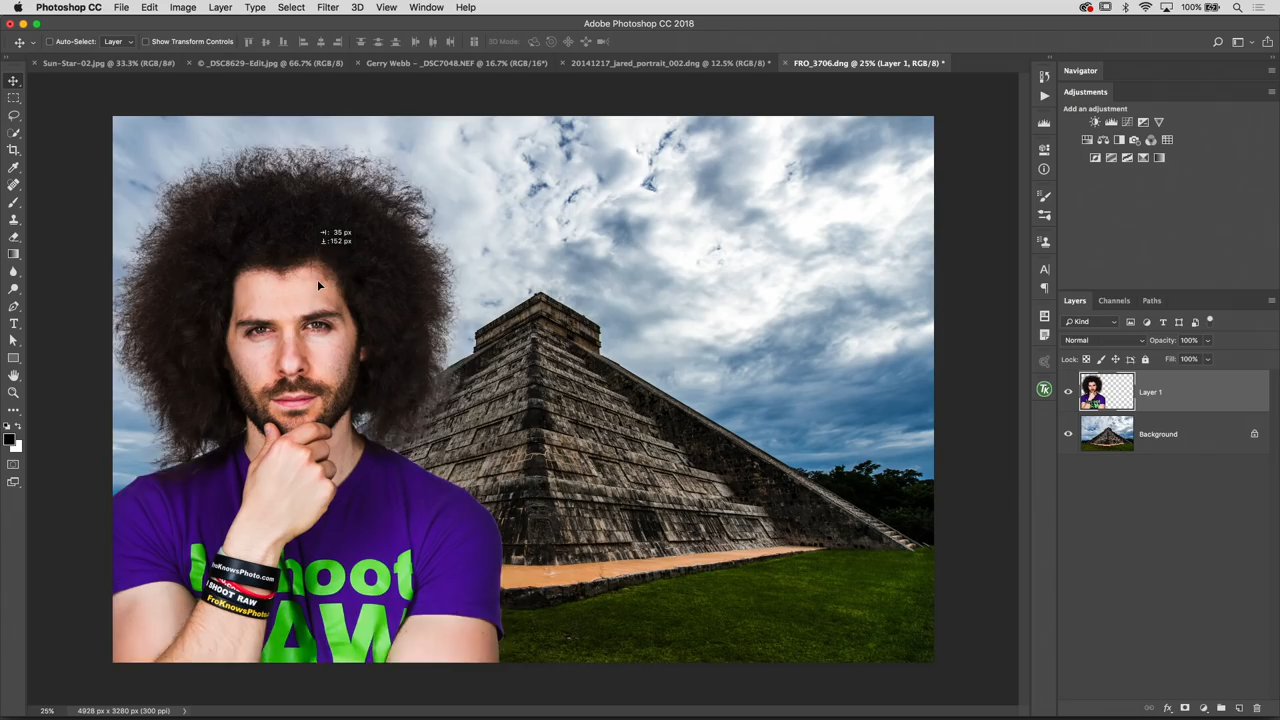 Photoshop CC File Edit Image Layer Type Select Filter 3D View Window Help 100%
Adobe Photoshop CC 2018
Auto-Select: Layer Show Transform Controls 3D Mode:
Sun-Star-02.jpg @ 33.3% (RGB/8#) © _DSC8629-Edit.jpg @ 66.7% (RGB/8) Gerry Webb - _DSC7048.NEF @ 16.7% (RGB/16*) 20141217_jared_portrait_002.dng @ 12.5% (RGB/8) * FRO_3706.dng @ 25% (Layer 1, RGB/8) *
Navigator
Adjustments
Add an adjustment
35 px
152 px
Layers Channels Paths
Kind
Normal Opacity: 100%
Lock: Fill: 100%
TK
Layer 1
Background
hoot
AW
FroKnowsPhoto.com
I SHOOT RAW
FroKnowsPhoto
25% 4928 px x 3280 px (300 ppi)